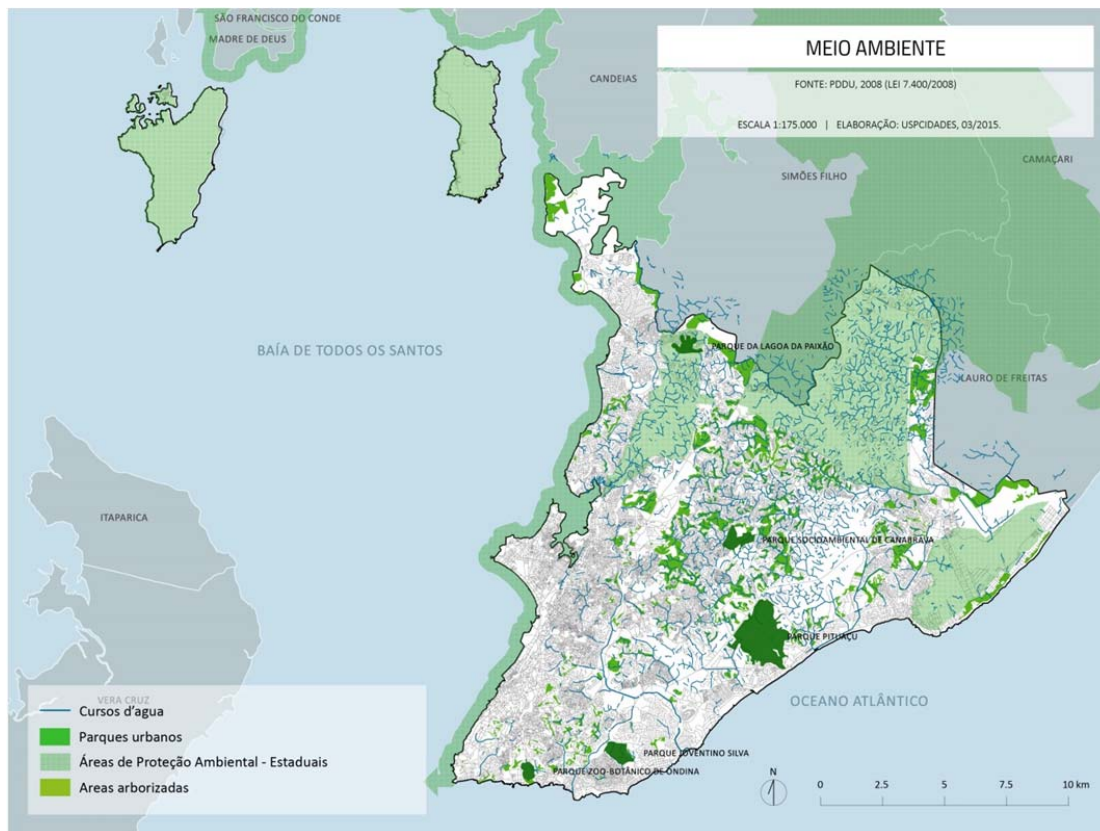 SÃO FRANCISCO DO CONDE
MADRE DE DEUS
MEIO AMBIENTE
FONTE: PDDU, 2008 (LEI 7.400/2008)
ESCALA 1:175.000 | ELABORAÇÃO: USPCIDADES, 03/2015.
CANDEIAS
CAMAÇARI
SIMÕES FILHO
PARQUE DA LAGOA DA PAIXÃO
BAÍA DE TODOS OS SANTOS
LAURO DE FREITAS
ITAPARICA
PARQUE SOCIOAMBIENTAL DE CANABRAVA
PARQUE PITUAÇU
VERA CRUZ
OCEANO ATLÂNTICO
Cursos d'agua
Parques urbanos
Áreas de Proteção Ambiental - Estaduais
Areas arborizadas
PARQUE JOVENTINO SILVA
PARQUE ZOO-BOTÂNICO DE ONDINA
N
0 2,5 5 7,5 10 km